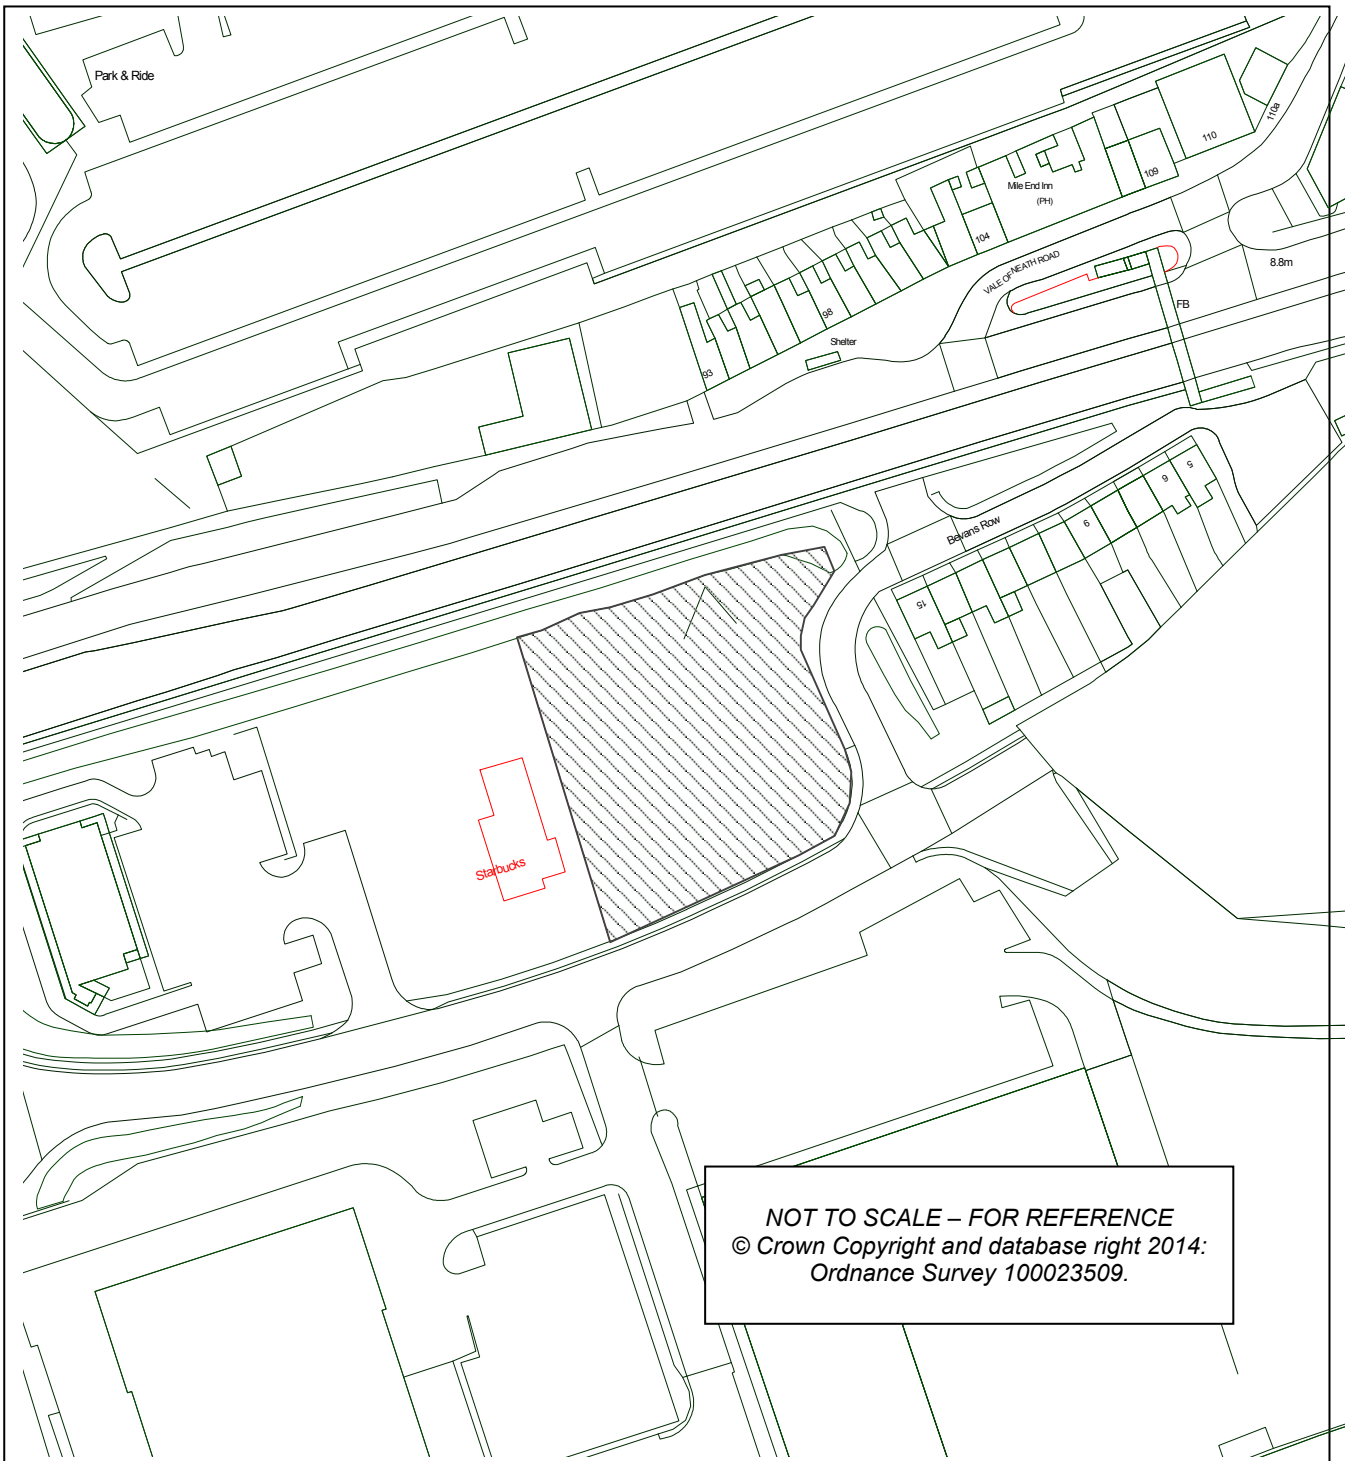 Park & Ride
110a
110
109
Mile End Inn
(PH)
104
VALE OF NEATH ROAD
8.8m
FB
98
Shelter
93
5
6
9
Bevans Row
15
Starbucks
NOT TO SCALE – FOR REFERENCE
© Crown Copyright and database right 2014:
Ordnance Survey 100023509.